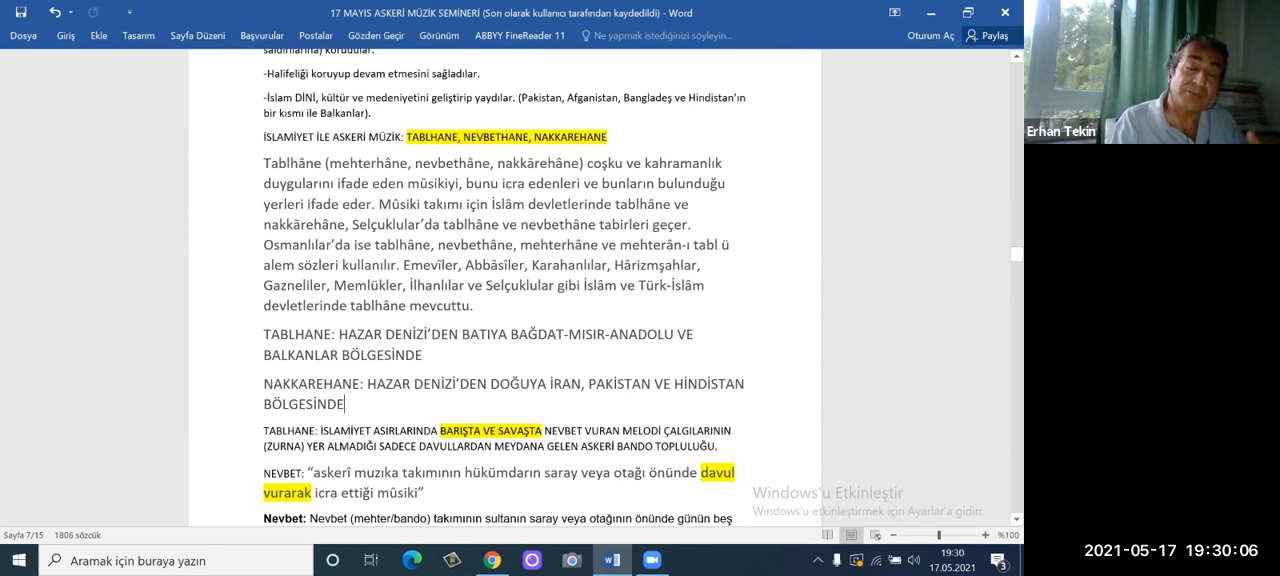 17 MAYIS ASKERİ MÜZİK SEMİNERİ (Son olarak kullanıcı tarafından kaydedildi) - Word
Dosya Giriş Ekle Tasarım Sayfa Düzeni Başvurular Postalar Gözden Geçir Görünüm ABBYY FineReader 11 Ne yapmak istediğinizi söyleyin... Oturum Aç Paylaş
saldırılarına) korudular.
-Halifeliği koruyup devam etmesini sağladılar.
-İslam DİNİ, kültür ve medeniyetini geliştirip yaydılar. (Pakistan, Afganistan, Bangladeş ve Hindistan’ın
bir kısmı ile Balkanlar).
İSLAMİYET İLE ASKERİ MÜZİK: TABLHANE, NEVBETHANE, NAKKAREHANE
Tablhâne (mehterhâne, nevbethâne, nakkārehâne) coşku ve kahramanlık
duygularını ifade eden mûsikiyi, bunu icra edenleri ve bunların bulunduğu
yerleri ifade eder. Mûsiki takımı için İslâm devletlerinde tablhâne ve
nakkārehâne, Selçuklular’da tablhâne ve nevbethâne tabirleri geçer.
Osmanlılar’da ise tablhâne, nevbethâne, mehterhâne ve mehterân-ı tabl ü
alem sözleri kullanılır. Emevîler, Abbâsîler, Karahanlılar, Hârizmşahlar,
Gazneliler, Memlükler, İlhanlılar ve Selçuklular gibi İslâm ve Türk-İslâm
devletlerinde tablhâne mevcuttu.
TABLHANE: HAZAR DENİZİ’DEN BATIYA BAĞDAT-MISIR-ANADOLU VE
BALKANLAR BÖLGESİNDE
NAKKAREHANE: HAZAR DENİZİ’DEN DOĞUYA İRAN, PAKİSTAN VE HİNDİSTAN
BÖLGESİNDE
TABLHANE: İSLAMİYET ASIRLARINDA BARIŞTA VE SAVAŞTA NEVBET VURAN MELODİ ÇALGILARININ
(ZURNA) YER ALMADIĞI SADECE DAVULLARDAN MEYDANA GELEN ASKERİ BANDO TOPLULUĞU.
NEVBET: “askerî muzıka takımının hükümdarın saray veya otağı önünde davul
vurarak icra ettiği mûsiki”
Nevbet: Nevbet (mehter/bando) takımının sultanın saray veya otağının önünde günün beş
Windows'u Etkinleştir
Windows'u etkinleştirmek için Ayarlar'a gidin.
Sayfa 7/15 1806 sözcük %100
Aramak için buraya yazın
19:30
17.05.2021
3
Erhan Tekin
2021-05-17 19:30:06